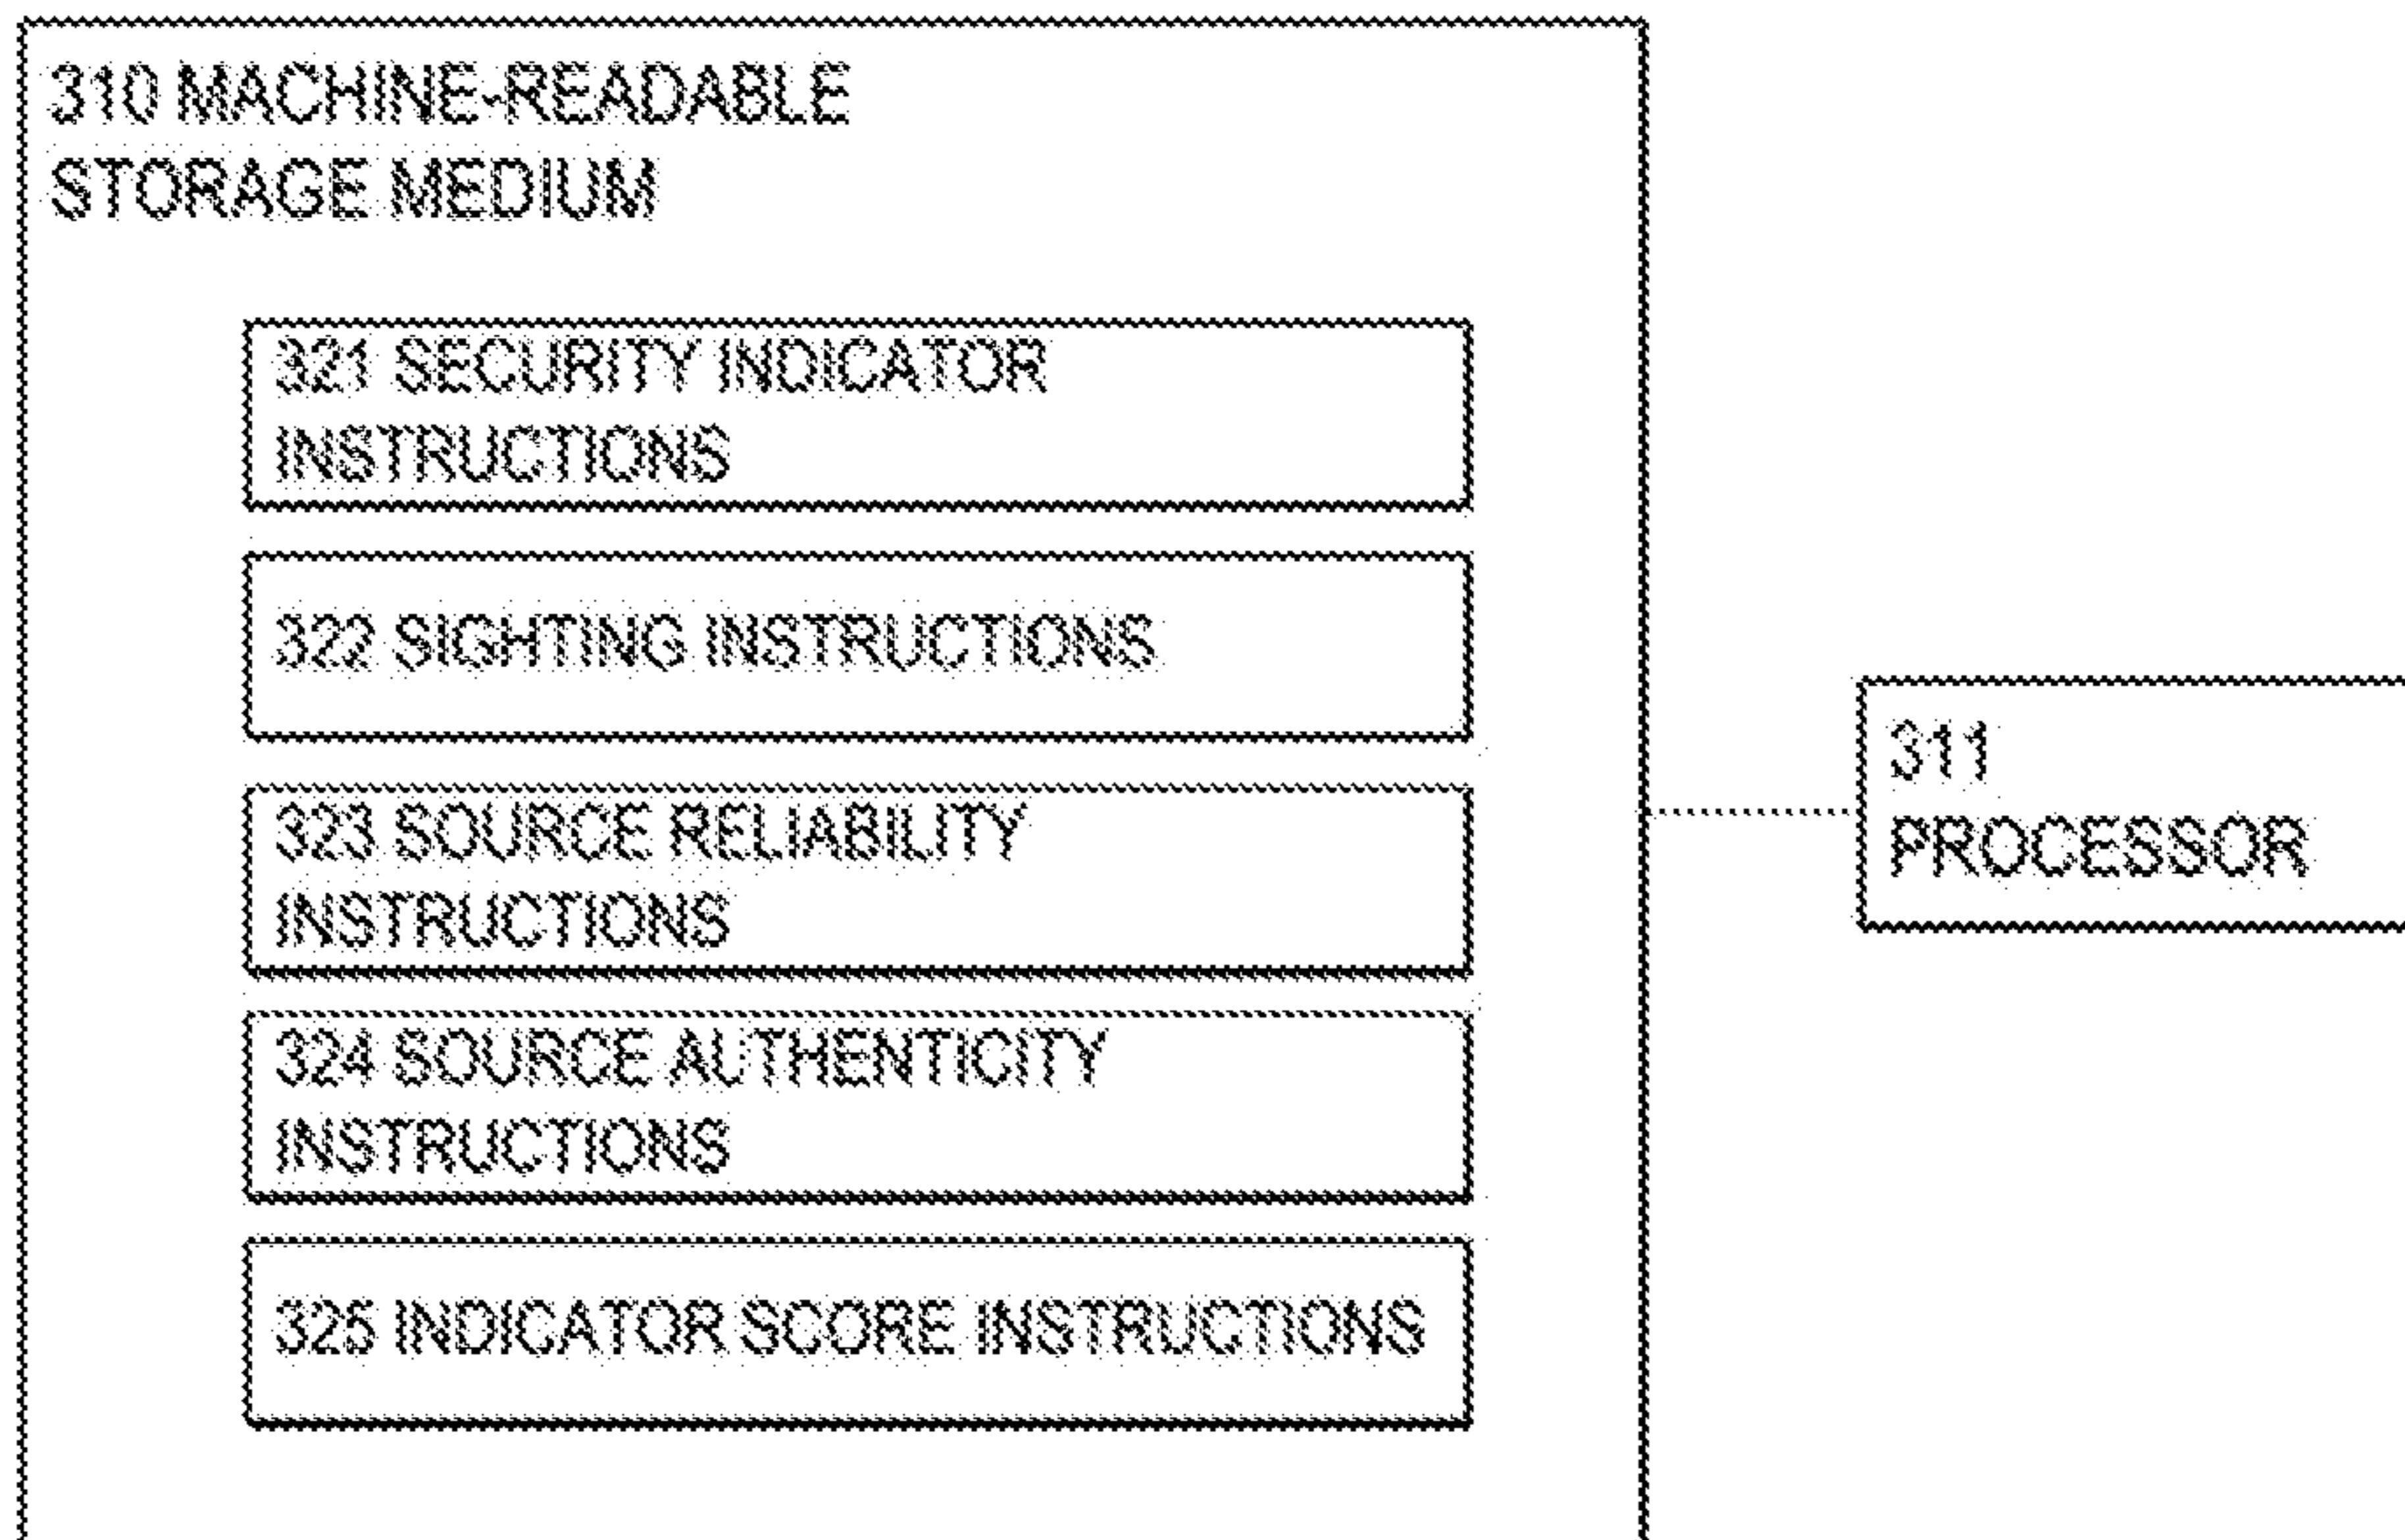 310 MACHINE-READABLE
STORAGE MEDIUM
321 SECURITY INDICATOR
INSTRUCTIONS
322 SIGHTING INSTRUCTIONS
323 SOURCE RELIABILITY
INSTRUCTIONS
324 SOURCE AUTHENTICITY
INSTRUCTIONS
325 INDICATOR SCORE INSTRUCTIONS
311
PROCESSOR